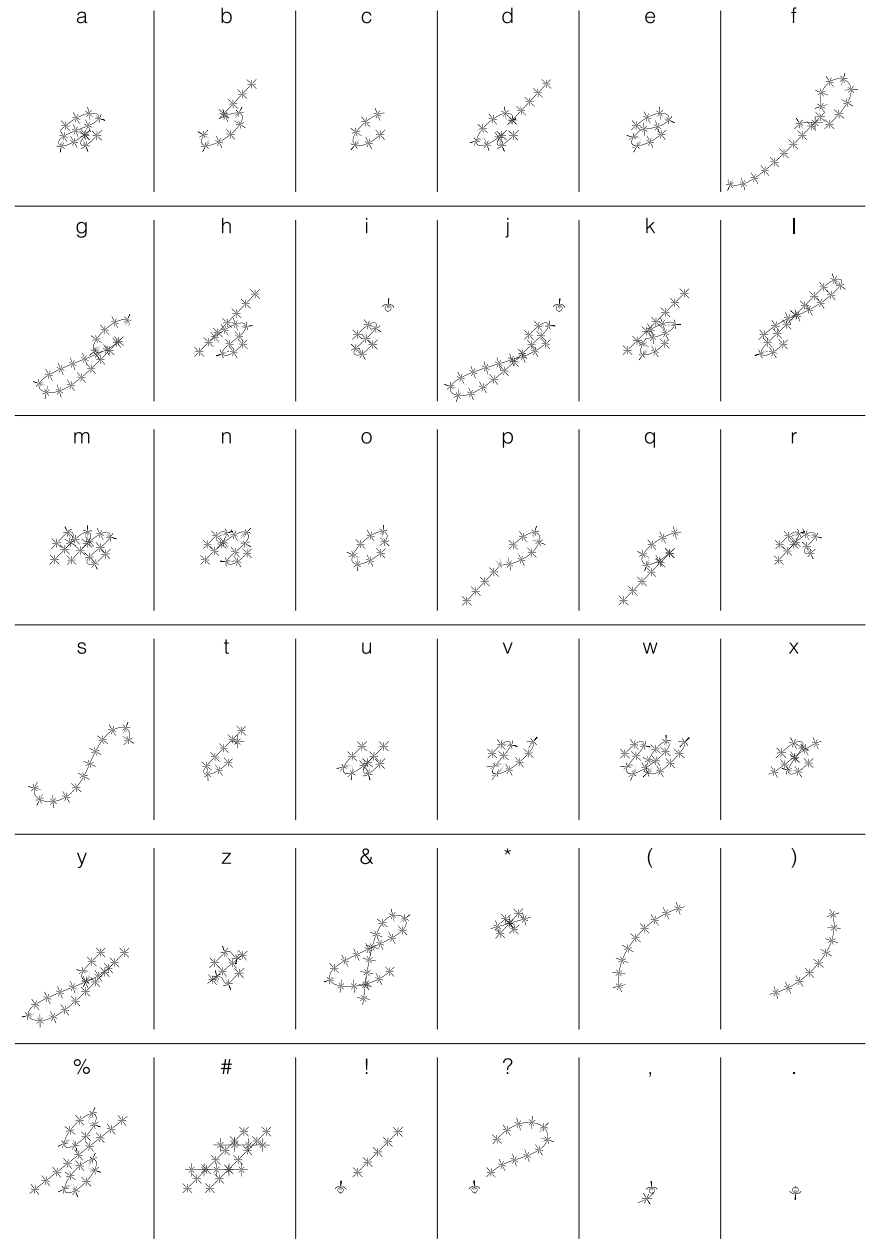 a b c d e f
g h i j k l
m n o p q r
s t u v w x
y z & * ( )
% # ! ? , .